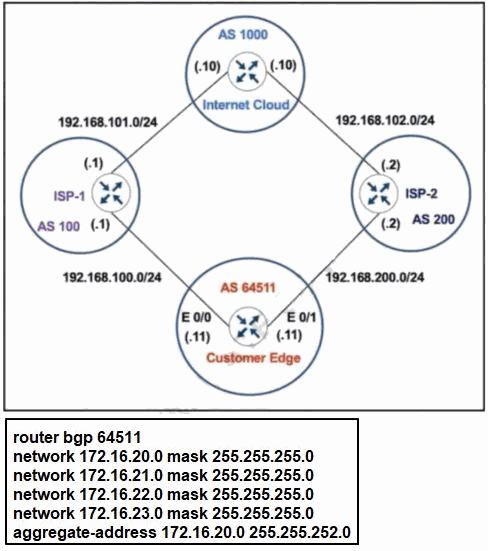 AS 1000
(.10)
(.10)
Internet Cloud
192.168.101.0/24
192.168.102.0/24
(.1)
(.2)
ISP-1
ISP-2
AS 100
(.1)
(.2)
AS 200
192.168.100.0/24
192.168.200.0/24
AS 64511
E 0/0
E 0/1
(.11)
(.11)
Customer Edge
router bgp 64511
network 172.16.20.0 mask 255.255.255.0
network 172.16.21.0 mask 255.255.255.0
network 172.16.22.0 mask 255.255.255.0
network 172.16.23.0 mask 255.255.255.0
aggregate-address 172.16.20.0 255.255.252.0